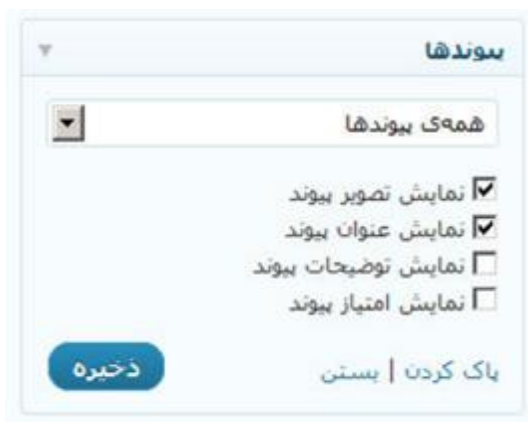 پیوندها
همه‌ی پیوندها
نمایش تصویر پیوند
نمایش عنوان پیوند
نمایش توضیحات پیوند
نمایش امتیاز پیوند
پاک کردن | بستن
ذخیره